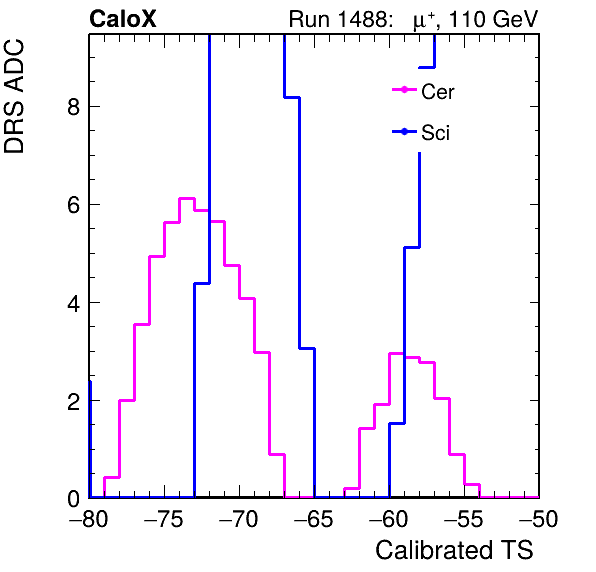 CaloX Run 1488: μ⁺, 110 GeV
DRS ADC
Cer
Sci
8
6
4
2
0
−80 −75 −70 −65 −60 −55 −50
Calibrated TS